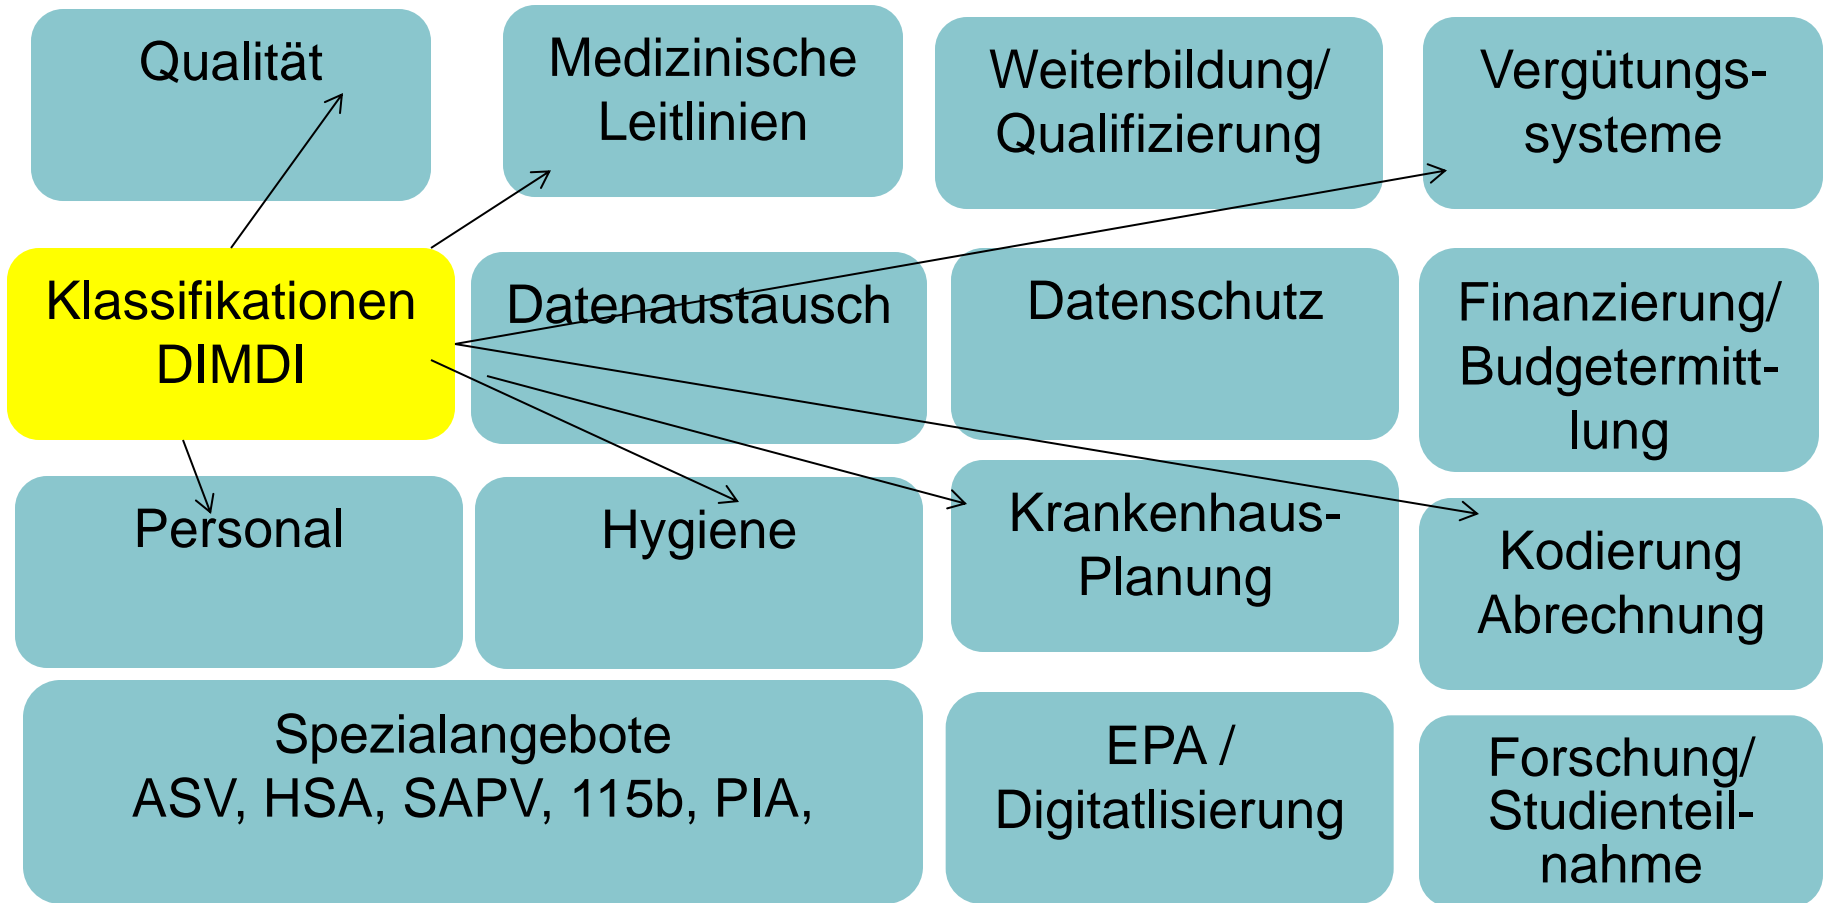 Qualität
Medizinische
Leitlinien
Weiterbildung/
Qualifizierung
Vergütungs-
systeme
Klassifikationen
DIMDI
Datenaustausch
Datenschutz
Finanzierung/
Budgetermitt-
lung
Personal
Hygiene
Krankenhaus-
Planung
Kodierung
Abrechnung
Spezialangebote
ASV, HSA, SAPV, 115b, PIA,
EPA /
Digitatlisierung
Forschung/
Studienteil-
nahme